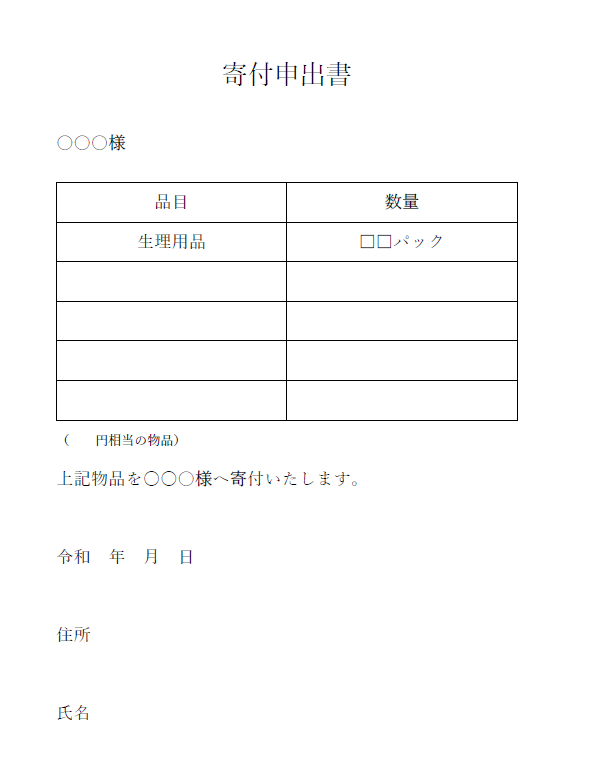 寄付申出書
○○○様
品目　数量
生理用品　□□パック
（　　円相当の物品）
上記物品を○○○様へ寄付いたします。
令和　年　月　日
住所
氏名